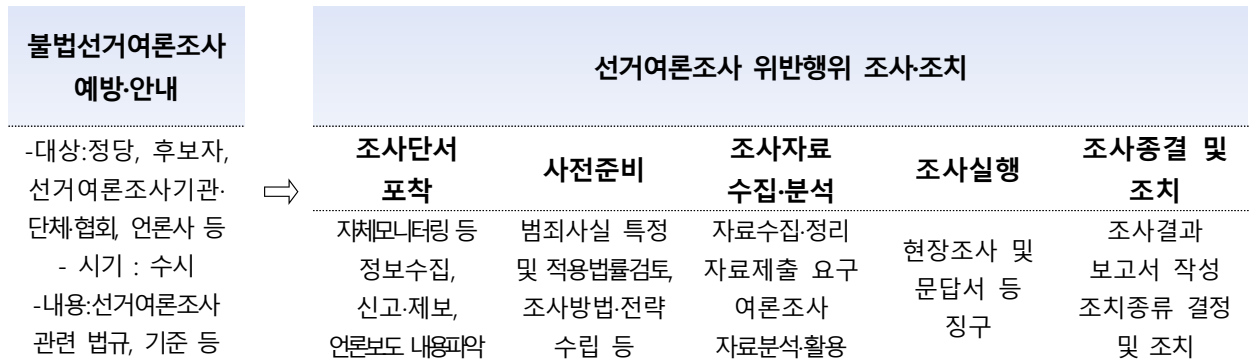 불법선거여론조사
예방·안내
-대상:정당, 후보자,
선거여론조사기관·
단체·협회, 언론사 등
- 시기 : 수시
-내용:선거여론조사
관련 법규, 기준 등
⇨
선거여론조사 위반행위 조사·조치
조사단서
포착
자체모니터링 등
정보수집,
신고·제보,
언론보도 내용파악
사전준비
범죄사실 특정
및 적용법률검토,
조사방법·전략
수립 등
조사자료
수집·분석
자료수집·정리
자료제출 요구
여론조사
자료분석·활용
조사실행
현장조사 및
문답서 등
징구
조사종결 및
조치
조사결과
보고서 작성
조치종류 결정
및 조치